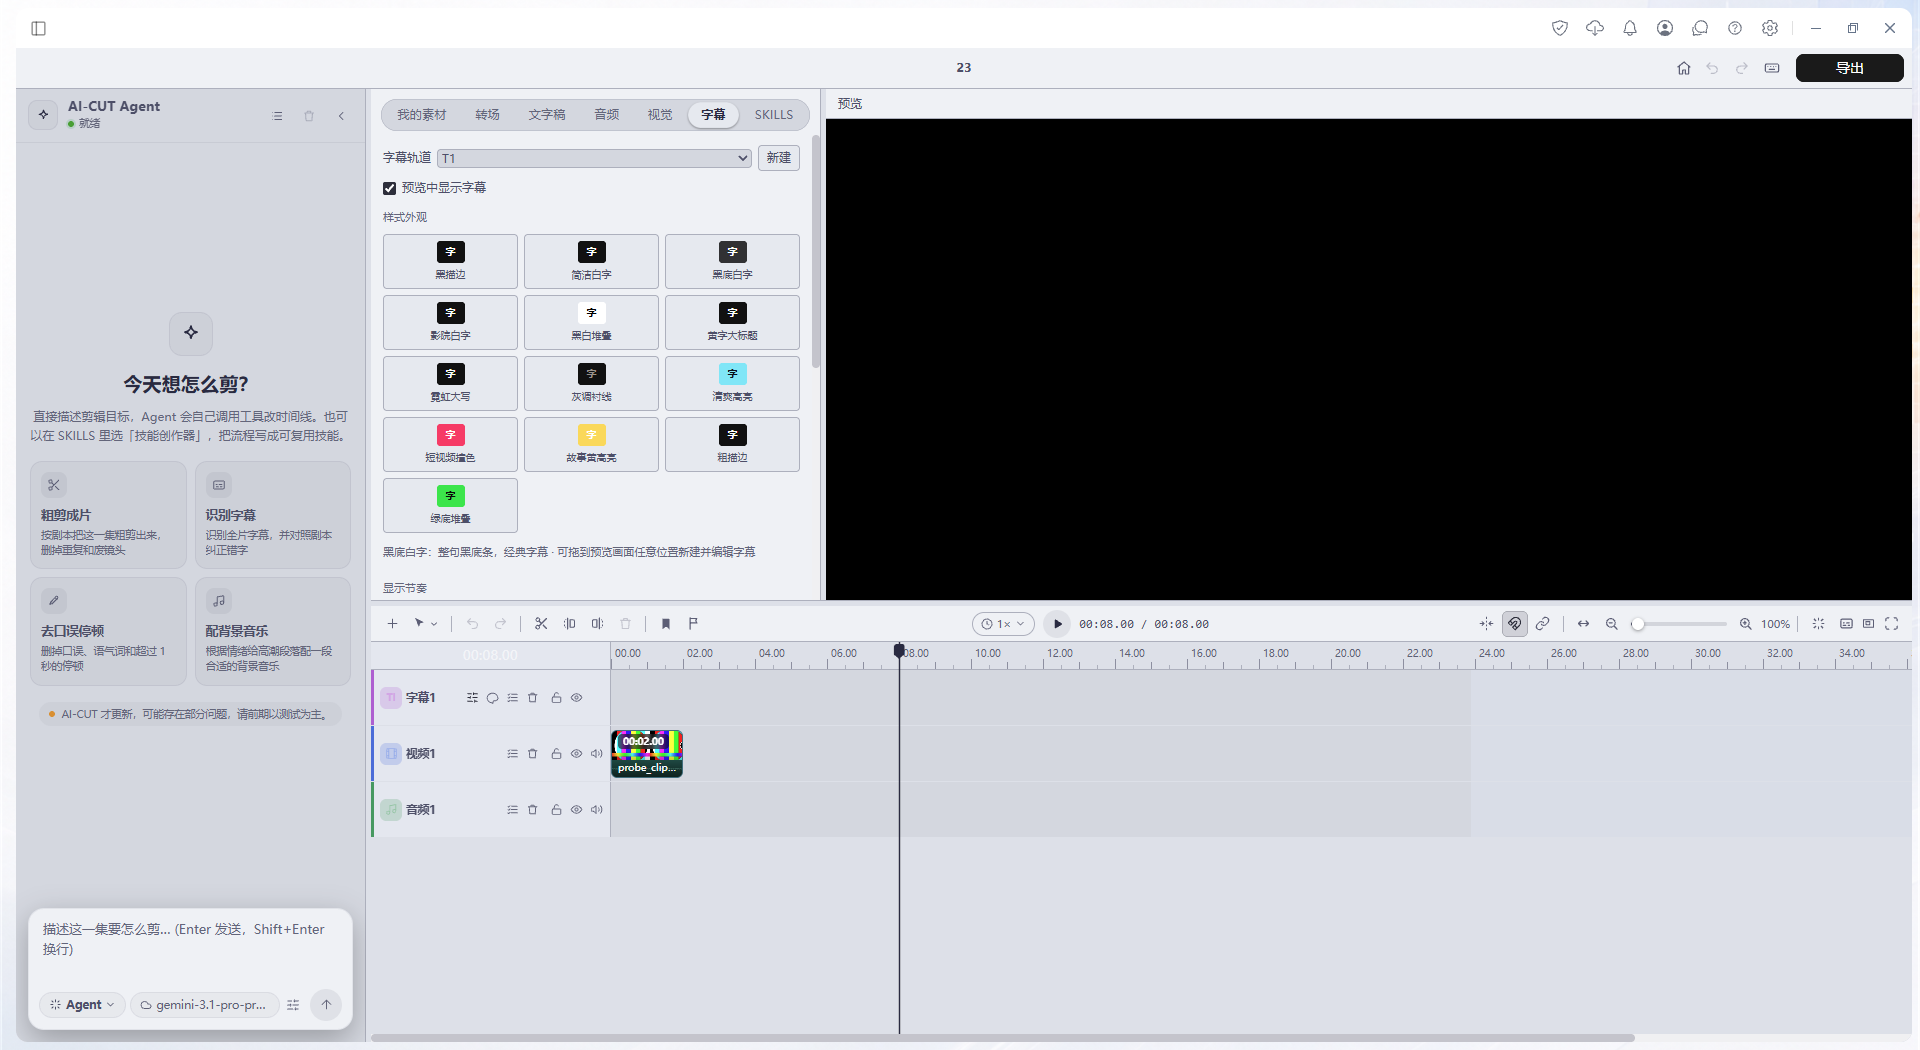 23
导出
AI-CUT Agent
就绪
今天想怎么剪?
直接描述剪辑目标，Agent 会自己调用工具改时间线。也可
以在 SKILLS 里选「技能创作器」，把流程写成可复用技能。
粗剪成片
按剧本把这一集粗剪出来，
删掉重复和废镜头
识别字幕
识别全片字幕，并对照剧本
纠正错字
去口误停顿
删掉口误、语气词和超过 1
秒的停顿
配背景音乐
根据情绪给高潮段落配一段
合适的背景音乐
AI-CUT 才更新，可能存在部分问题，请前期以测试为主。
描述这一集要怎么剪... (Enter 发送，Shift+Enter
换行)
Agent
gemini-3.1-pro-pr...
我的素材 转场 文字稿 音频 视觉 字幕 SKILLS
字幕轨道 T1 新建
预览中显示字幕
样式外观
字 字 字
黑描边 简洁白字 黑底白字
字 字 字
影院白字 黑白堆叠 黄字大标题
字 字 字
霓虹大写 灰调衬线 清爽高亮
字 字 字
短视频撞色 故事黄高亮 粗描边
字
绿底堆叠
黑底白字：整包黑底条，经典字幕 · 可拖到预览画面任意位置新建并编辑字幕
显示节奏
预览
1×
00:08.00 / 00:08.00
100%
00:08.00
00.00 02.00 04.00 06.00 08.00 10.00 12.00 14.00 16.00 18.00 20.00 22.00 24.00 26.00 28.00 30.00 32.00 34.00
T1 字幕1
视频1
00:02.00
probe_clip...
音频1